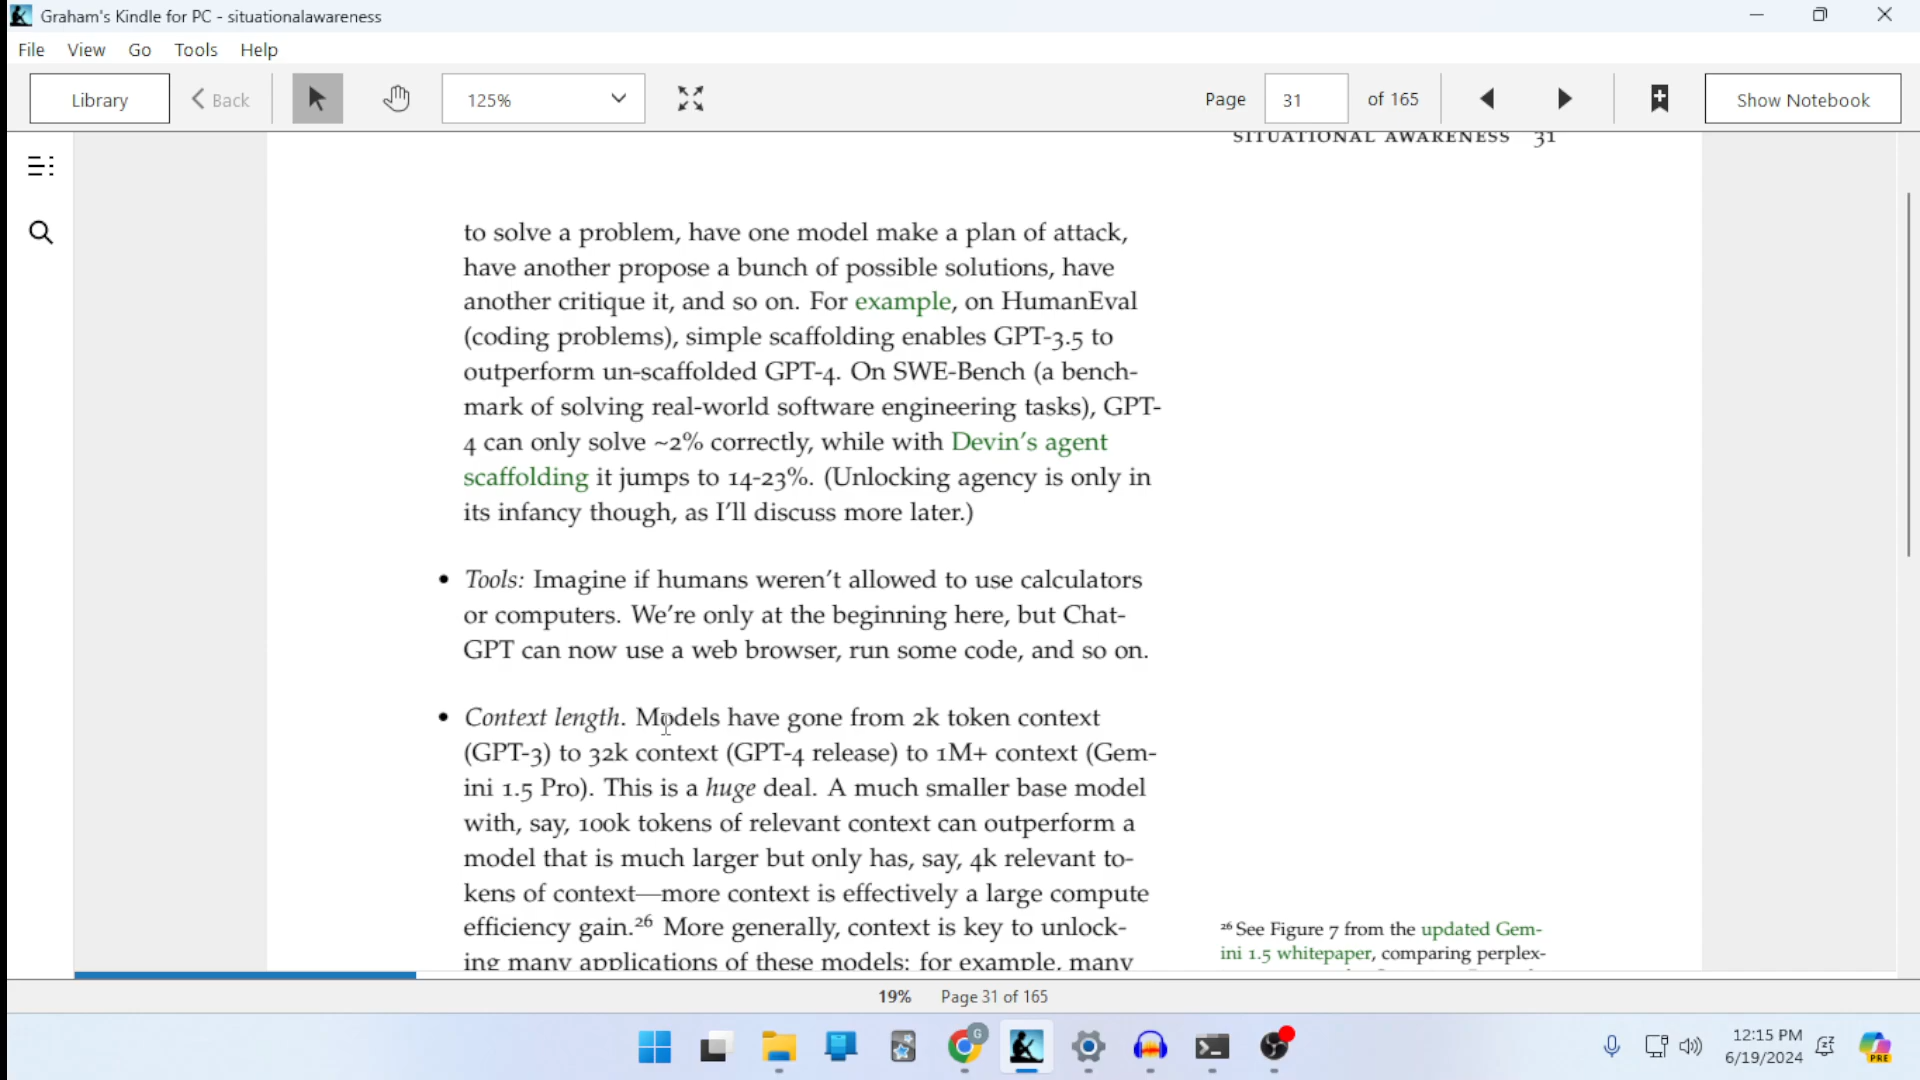 Graham's Kindle for PC - situationalawareness
File View Go Tools Help
Library Back 125% Page 31 of 165 Show Notebook
SITUATIONAL AWARENESS 31
to solve a problem, have one model make a plan of attack,
have another propose a bunch of possible solutions, have
another critique it, and so on. For example, on HumanEval
(coding problems), simple scaffolding enables GPT-3.5 to
outperform un-scaffolded GPT-4. On SWE-Bench (a bench-
mark of solving real-world software engineering tasks), GPT-
4 can only solve ~2% correctly, while with Devin's agent
scaffolding it jumps to 14-23%. (Unlocking agency is only in
its infancy though, as I'll discuss more later.)
• Tools: Imagine if humans weren't allowed to use calculators
or computers. We're only at the beginning here, but Chat-
GPT can now use a web browser, run some code, and so on.
• Context length. Models have gone from 2k token context
(GPT-3) to 32k context (GPT-4 release) to 1M+ context (Gem-
ini 1.5 Pro). This is a huge deal. A much smaller base model
with, say, 100k tokens of relevant context can outperform a
model that is much larger but only has, say, 4k relevant to-
kens of context—more context is effectively a large compute
efficiency gain.26 More generally, context is key to unlock-
ing many applications of these models: for example, many
26 See Figure 7 from the updated Gem-
ini 1.5 whitepaper, comparing perplex-
19% Page 31 of 165
G
12:15 PM
6/19/2024
PRE